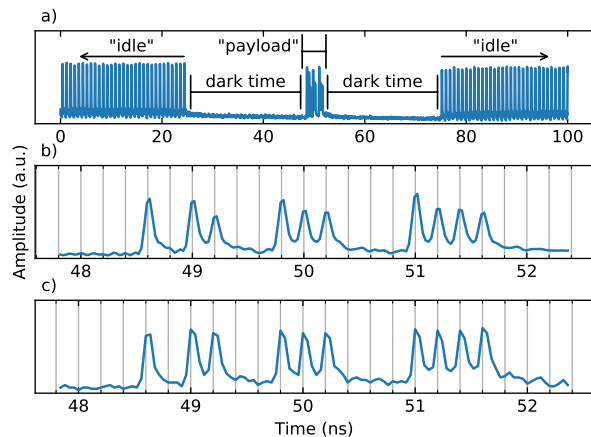 a)
"idle" "payload" "idle"
dark time dark time
0 20 40 60 80 100
b)
48 49 50 51 52
c)
48 49 50 51 52
Amplitude (a.u.)
Time (ns)